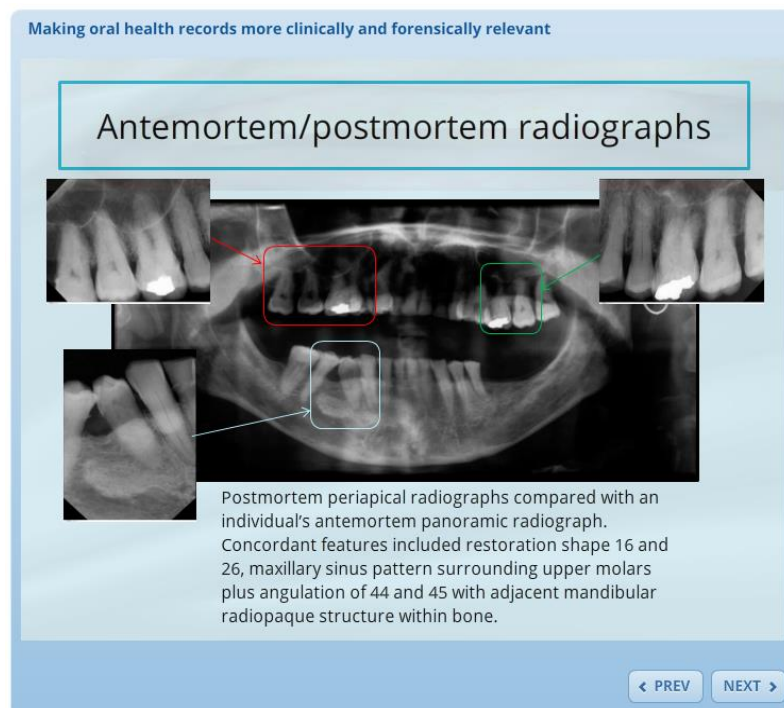 Making oral health records more clinically and forensically relevant
Antemortem/postmortem radiographs
Postmortem periapical radiographs compared with an
individual's antemortem panoramic radiograph.
Concordant features included restoration shape 16 and
26, maxillary sinus pattern surrounding upper molars
plus angulation of 44 and 45 with adjacent mandibular
radiopaque structure within bone.
PREV
NEXT